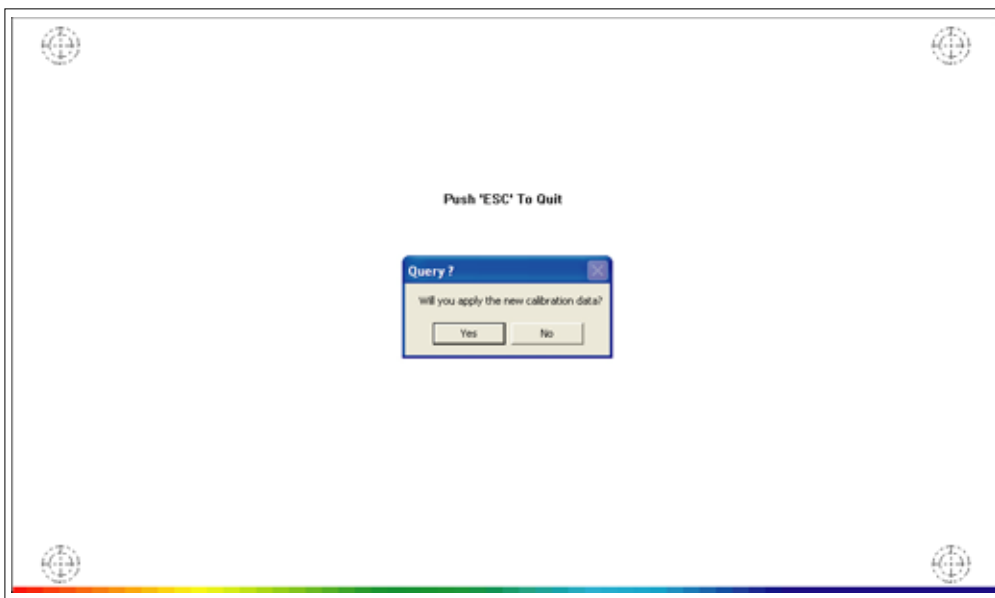 Push 'ESC' To Quit
Query ?
Will you apply the new calibration data?
Yes
No